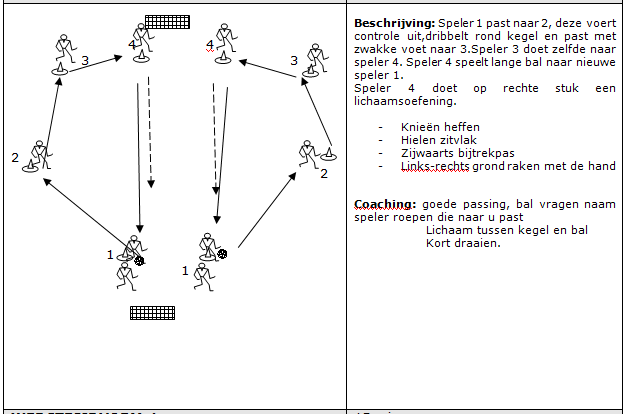 4
4
3
3
2
2
1
1
Beschrijving: Speler 1 past naar 2, deze voert
controle uit,dribbelt rond kegel en past met
zwakke voet naar 3.Speler 3 doet zelfde naar
speler 4. Speler 4 speelt lange bal naar nieuwe
speler 1.
Speler 4 doet op rechte stuk een
lichaamsoefening.
- Knieën heffen
- Hielen zitvlak
- Zijwaarts bijtrekpas
- Links-rechts grond raken met de hand
Coaching: goede passing, bal vragen naam
speler roepen die naar u past
Lichaam tussen kegel en bal
Kort draaien.